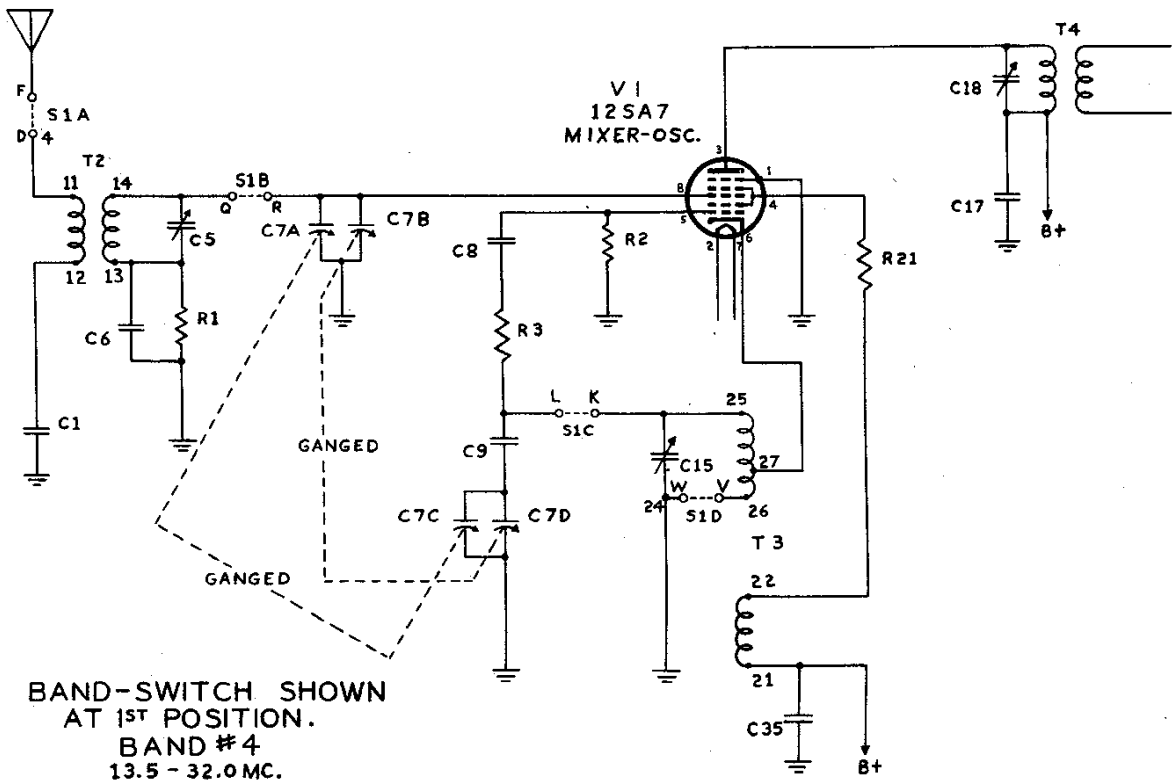 T4
C18
V1
12SA7
MIXER-OSC.
F
S1A
D 4
T2
3
1
11
14
S1B
8
4
Q
R
C5
C7A
C7B
5
C17
B+
C8
R2
2
7
6
R21
12
13
C6
R1
R3
L
K
25
S1C
C1
GANGED
C9
C15
27
W
V
24
S1D
26
C7C
C7D
T3
GANGED
22
21
BAND-SWITCH SHOWN
AT 1ST POSITION.
BAND #4
13.5 - 32.0 MC.
C35
B+